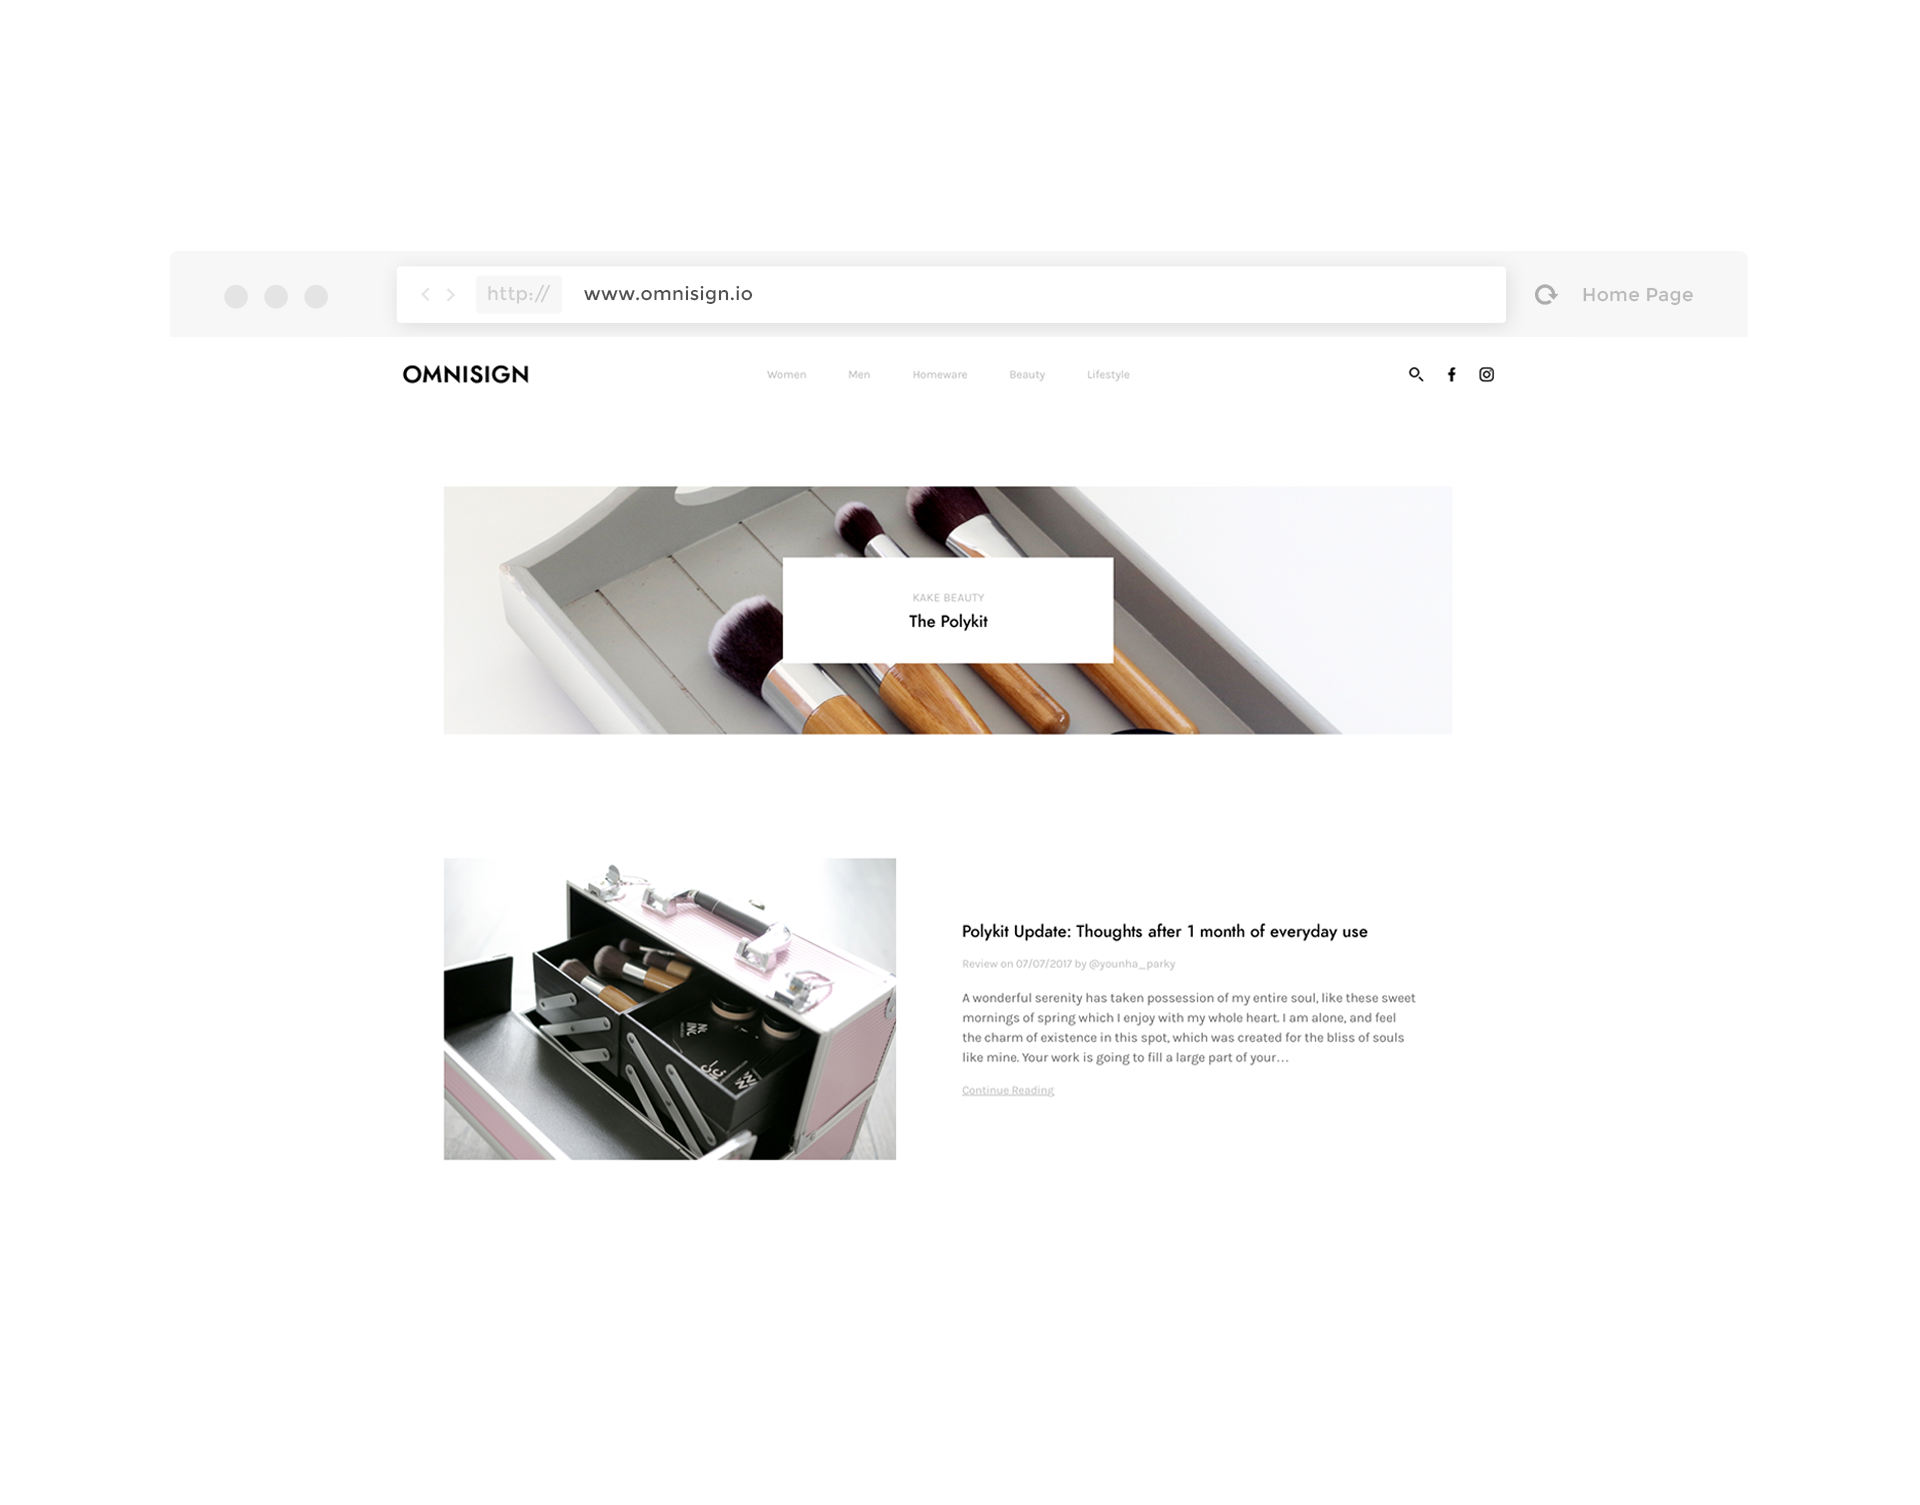 http:// www.omnisign.io Home Page
OMNISIGN Women Men Homeware Beauty Lifestyle
KAKE BEAUTY
The Polykit
Polykit Update: Thoughts after 1 month of everyday use
Review on 07/07/2017 by @younha_parky
A wonderful serenity has taken possession of my entire soul, like these sweet
mornings of spring which I enjoy with my whole heart. I am alone, and feel
the charm of existence in this spot, which was created for the bliss of souls
like mine. Your work is going to fill a large part of your…
Continue Reading